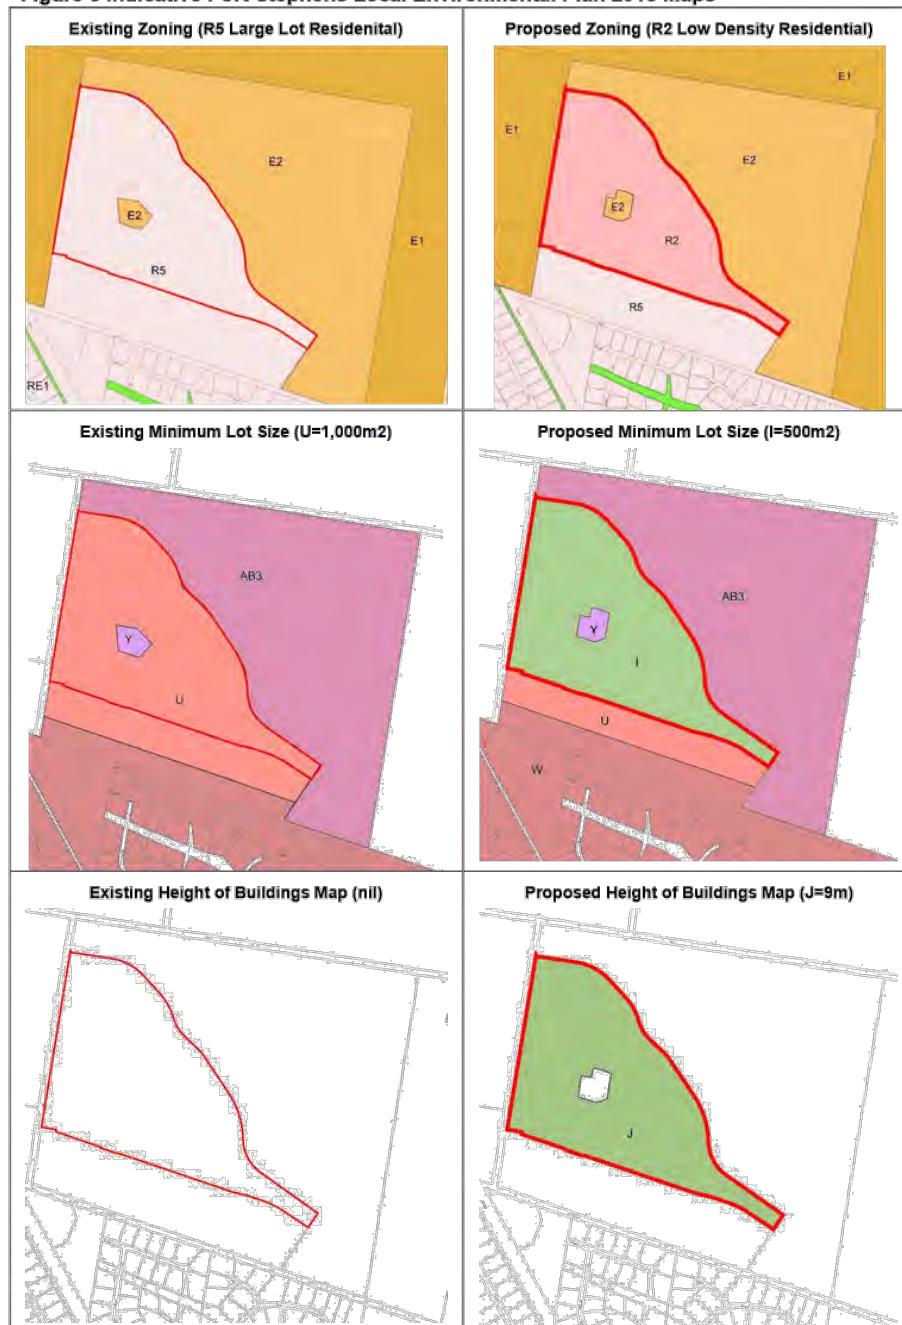 Figure 3 Indicative Port Stephens Local Environmental Plan 2013 Maps
Existing Zoning (R5 Large Lot Residenital)
Proposed Zoning (R2 Low Density Residential)
E2
E2
E1
R5
RE1
E1
E1
E2
E2
R2
R5
Existing Minimum Lot Size (U=1,000m2)
Proposed Minimum Lot Size (I=500m2)
AB3
Y
U
AB3
Y
I
U
W
Existing Height of Buildings Map (nil)
Proposed Height of Buildings Map (J=9m)
J